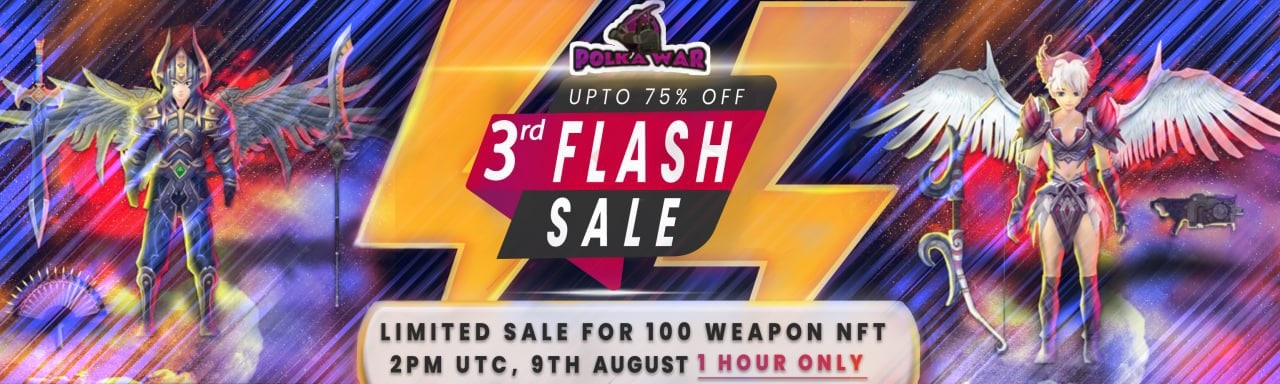 POLKA WAR
UPTO 75% OFF
3rd FLASH
SALE
LIMITED SALE FOR 100 WEAPON NFT
2PM UTC, 9TH AUGUST 1 HOUR ONLY